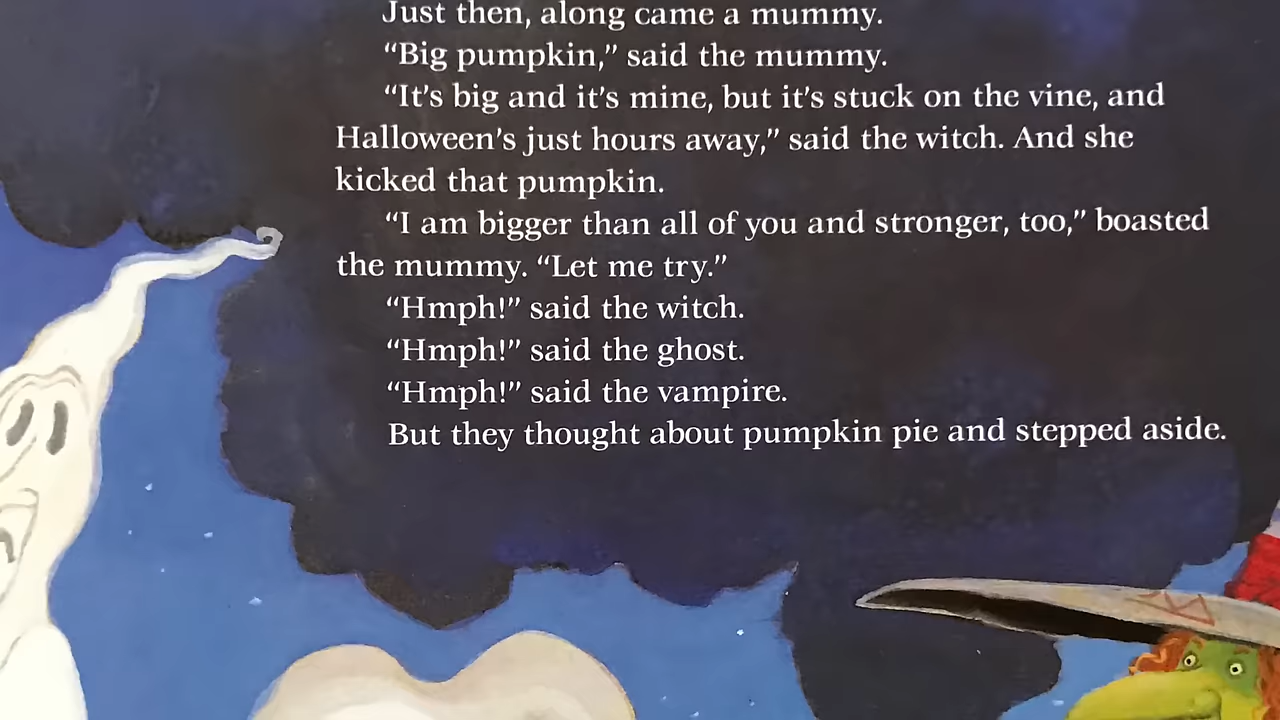 Just then, along came a mummy.
“Big pumpkin,” said the mummy.
“It’s big and it’s mine, but it’s stuck on the vine, and
Halloween’s just hours away,” said the witch. And she
kicked that pumpkin.
“I am bigger than all of you and stronger, too,” boasted
the mummy. “Let me try.”
“Hmph!” said the witch.
“Hmph!” said the ghost.
“Hmph!” said the vampire.
But they thought about pumpkin pie and stepped aside.